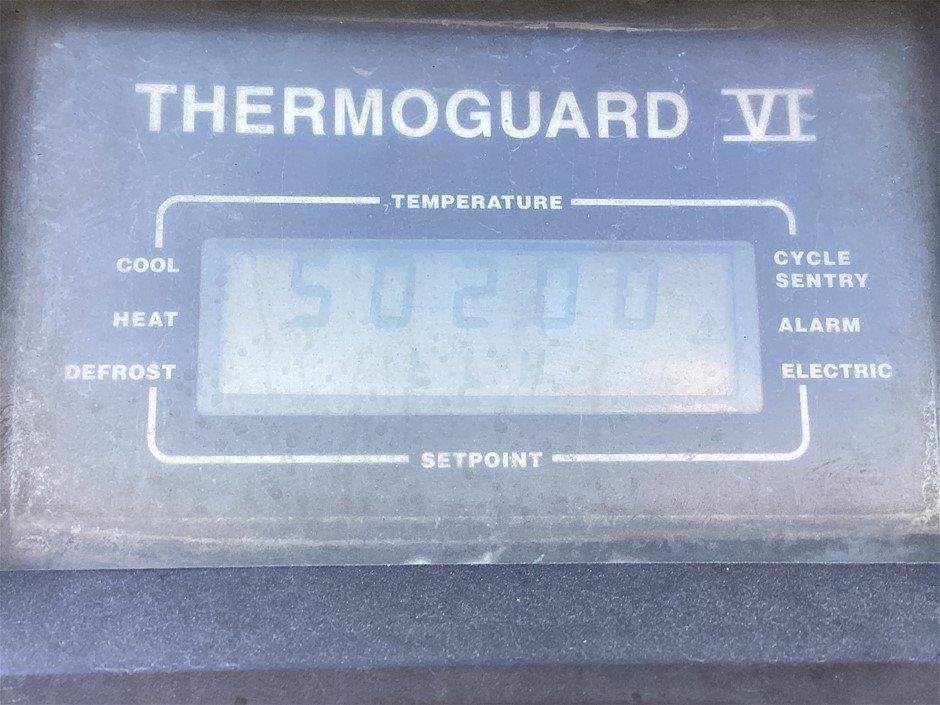 THERMOGUARD VI
TEMPERATURE
COOL
CYCLE
SENTRY
50200
HEAT
ALARM
DEFROST
ELECTRIC
SETPOINT